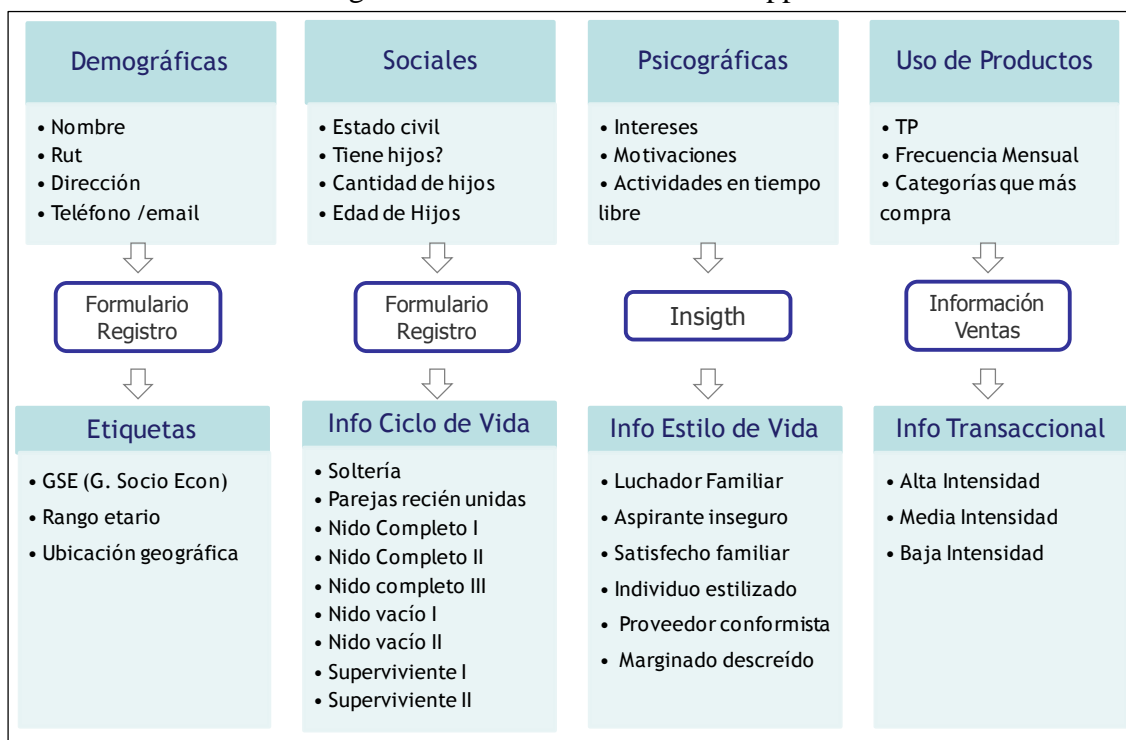 Demográficas
• Nombre
• Rut
• Dirección
• Teléfono /email
Formulario
Registro
Etiquetas
• GSE (G. Socio Econ)
• Rango etario
• Ubicación geográfica
Sociales
• Estado civil
• Tiene hijos?
• Cantidad de hijos
• Edad de Hijos
Formulario
Registro
Info Ciclo de Vida
• Soltería
• Parejas recién unidas
• Nido Completo I
• Nido Completo II
• Nido completo III
• Nido vacío I
• Nido vacío II
• Superviviente I
• Superviviente II
Psicográficas
• Intereses
• Motivaciones
• Actividades en tiempo
libre
Insigth
Info Estilo de Vida
• Luchador Familiar
• Aspirante inseguro
• Satisfecho familiar
• Individuo estilizado
• Proveedor conformista
• Marginado descreído
Uso de Productos
• TP
• Frecuencia Mensual
• Categorías que más
compra
Información
Ventas
Info Transaccional
• Alta Intensidad
• Media Intensidad
• Baja Intensidad